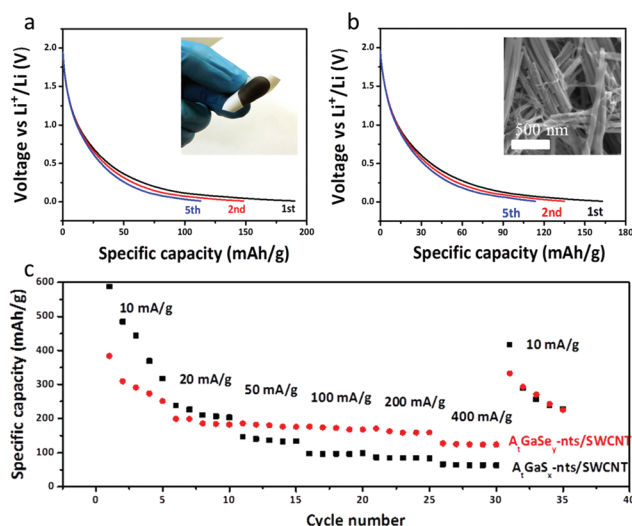 a
b
Voltage vs Li⁺/Li (V)
2.0
1.5
1.0
0.5
0.0
5th 2nd 1st
0 50 100 150 200
Specific capacity (mAh/g)
Voltage vs Li⁺/Li (V)
2.0
1.5
1.0
0.5
0.0
500 nm
5th 2nd 1st
0 30 60 90 120 150 180
Specific capacity (mAh/g)
c
Specific capacity (mAh/g)
600
500
400
300
200
100
0
10 mA/g
20 mA/g
50 mA/g
100 mA/g
200 mA/g
400 mA/g
10 mA/g
AₜGaSeᵧ-nts/SWCNT
AₜGaSₓ-nts/SWCNT
0 5 10 15 20 25 30 35 40
Cycle number